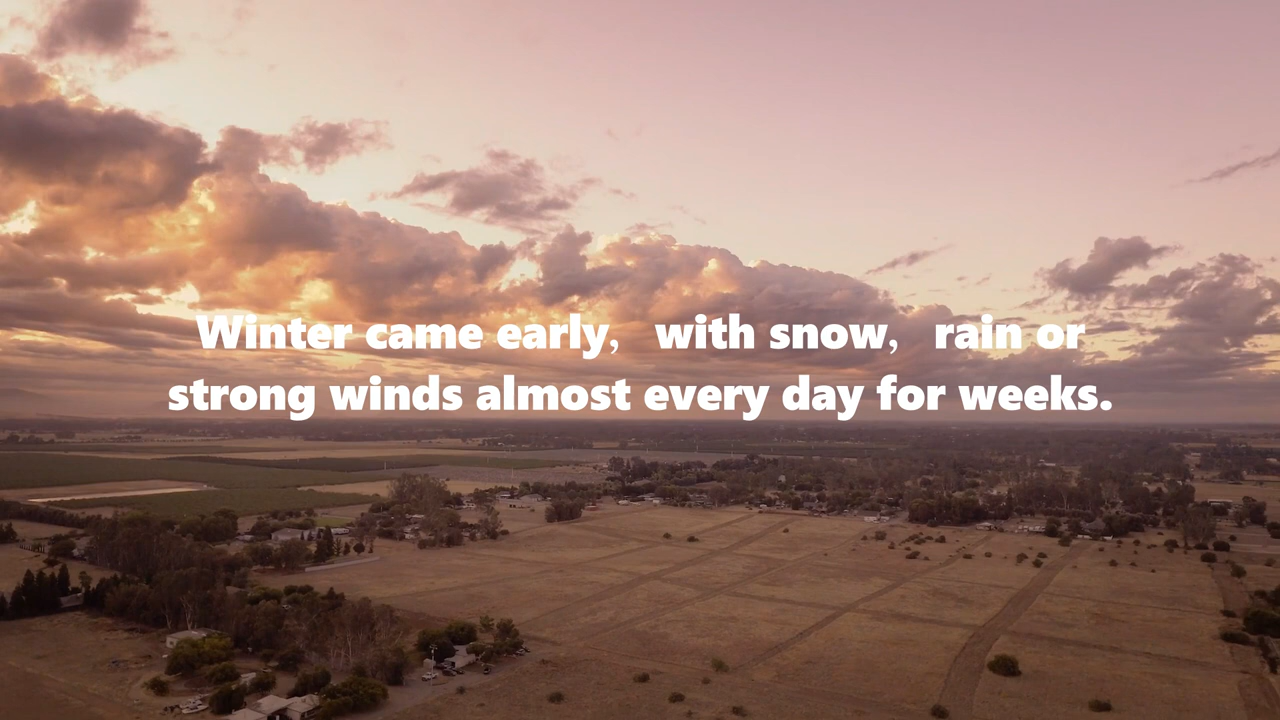 Winter came early, with snow, rain or
strong winds almost every day for weeks.